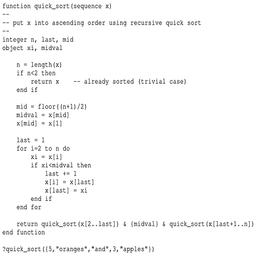 function quick_sort(sequence x)
--
-- put x into ascending order using recursive quick sort
--
integer n, last, mid
object xi, midval
n = length(x)
if n<2 then
return x -- already sorted (trivial case)
end if
mid = floor((n+1)/2)
midval = x[mid]
x[mid] = x[1]
last = 1
for i=2 to n do
xi = x[i]
if xi<midval then
last += 1
x[i] = x[last]
x[last] = xi
end if
end for
return quick_sort(x[2..last]) & {midval} & quick_sort(x[last+1..n])
end function
?quick_sort({5,"oranges","and",3,"apples"})